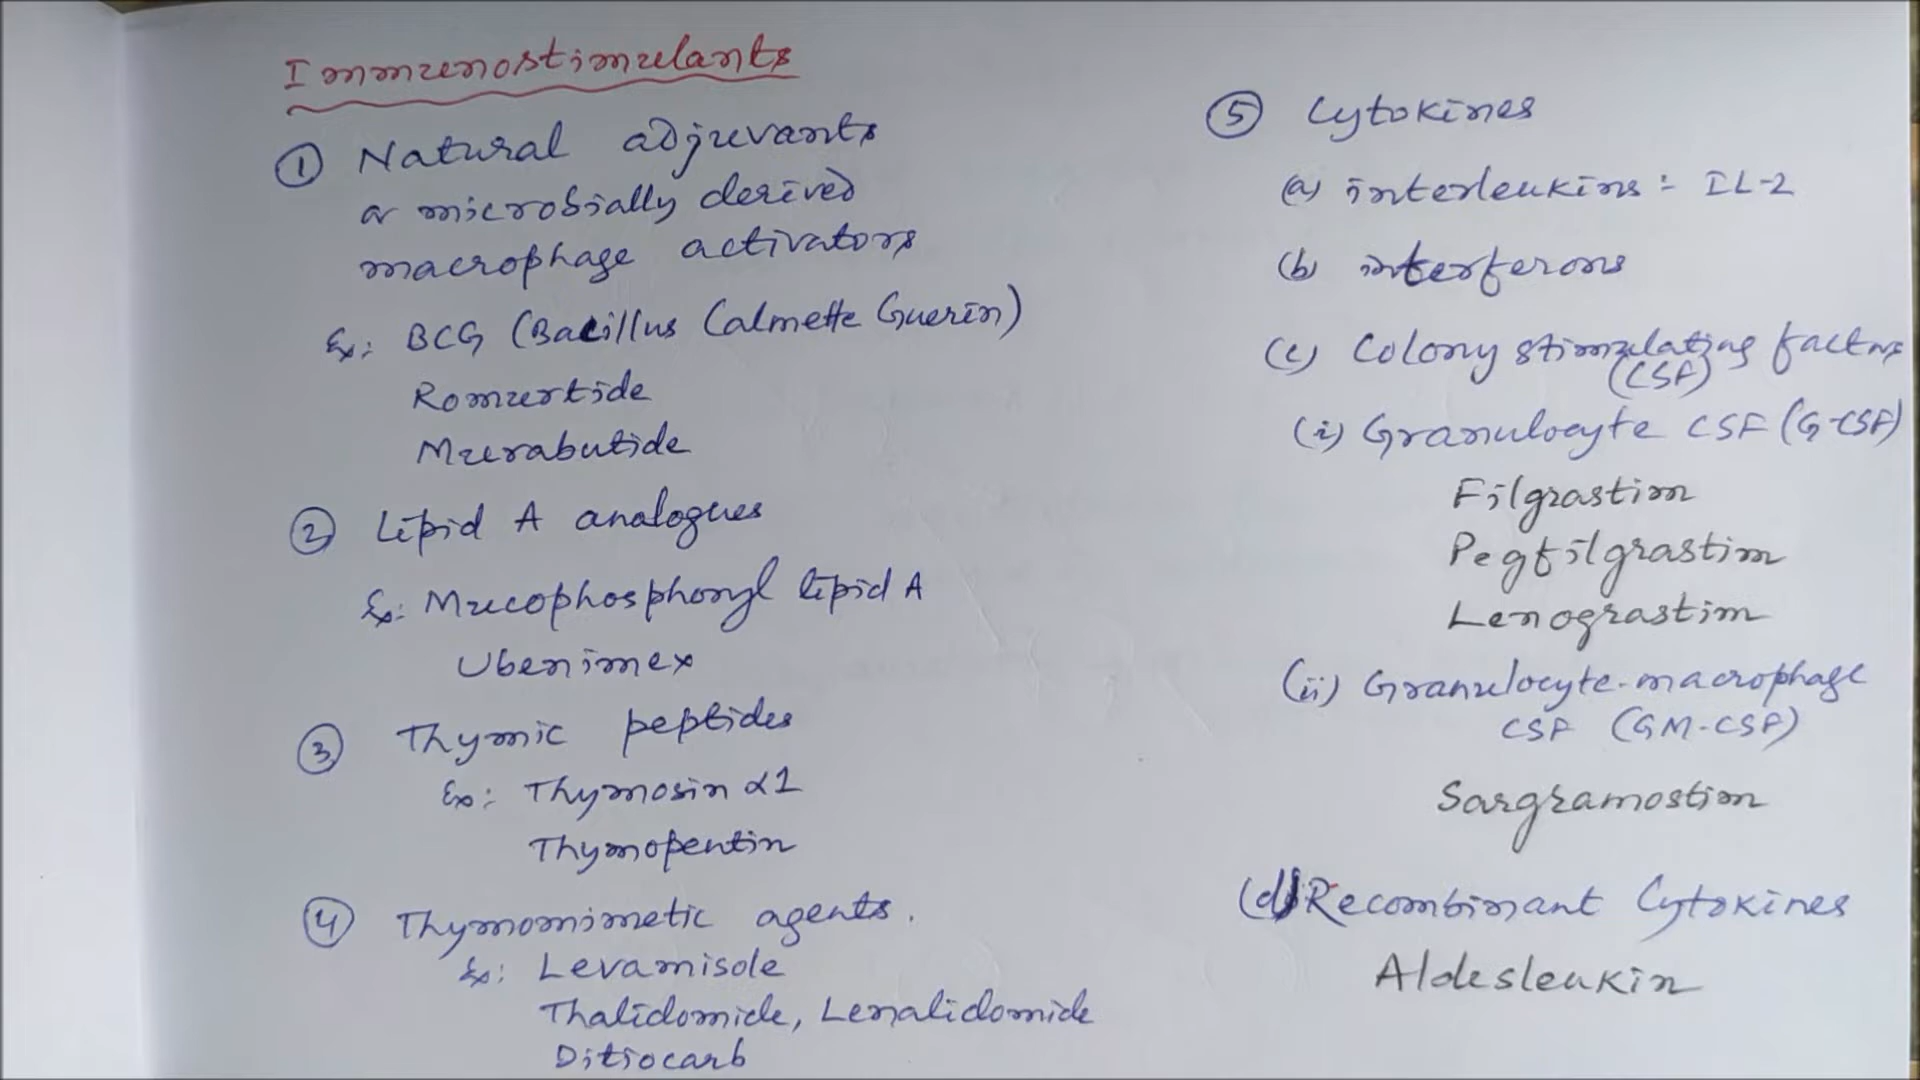 Immunostimulants
① Natural adjuvants
or microbially derived
macrophage activators
Ex: BCG (Bacillus Calmette Guerin)
Romurtide
Murabutide
② Lipid A analogues
Ex: Mucophosphoryl lipid A
Ubenimex
③ Thymic peptides
Ex: Thymosin α1
Thymopentin
④ Thymomimetic agents.
Ex: Levamisole
Thalidomide, Lenalidomide
Ditiocarb
⑤ Cytokines
(a) interleukins: IL-2
(b) interferons
(c) Colony stimulating factors
(CSF)
(i) Granulocyte CSF (G-CSF)
Filgrastim
Pegfilgrastim
Lenograstim
(ii) Granulocyte-macrophage
CSF (GM-CSF)
Sargramostim
(d) Recombinant Cytokines
Aldesleukin